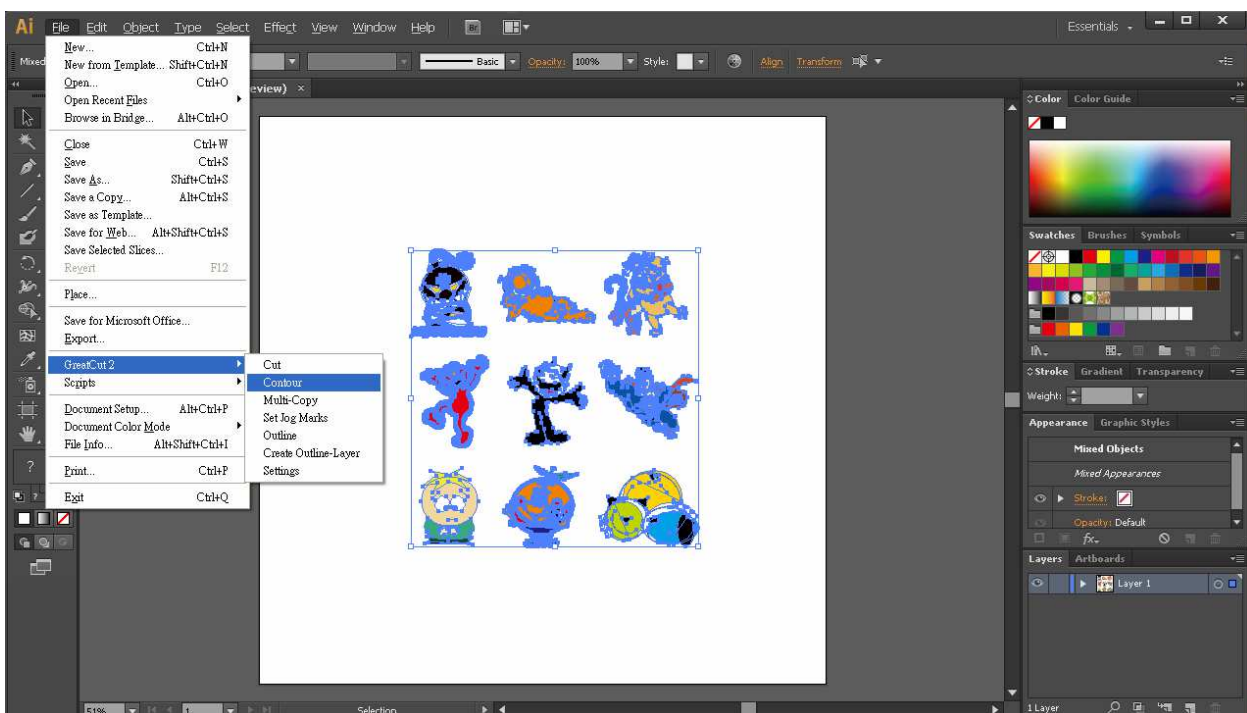 Ai File Edit Object Type Select Effect View Window Help Essentials
Mixed Basic Opacity: 100% Style: Align Transform
eview) ×
New... Ctrl+N
New from Template... Shift+Ctrl+N
Open... Ctrl+O
Open Recent Files
Browse in Bridge... Alt+Ctrl+O
Close Ctrl+W
Save Ctrl+S
Save As... Shift+Ctrl+S
Save a Copy... Alt+Ctrl+S
Save as Template...
Save for Web... Alt+Shift+Ctrl+S
Save Selected Slices...
Revert F12
Place...
Save for Microsoft Office...
Export...
GreatCut 2
Scripts
Document Setup... Alt+Ctrl+P
Document Color Mode
File Info... Alt+Shift+Ctrl+I
Print... Ctrl+P
Exit Ctrl+Q
Cut
Contour
Multi-Copy
Set Jog Marks
Outline
Create Outline-Layer
Settings
Color Color Guide
Swatches Brushes Symbols
Stroke Gradient Transparency
Weight:
Appearance Graphic Styles
Mixed Objects
Mixed Appearances
Stroke:
Opacity: Default
fx.
Layers Artboards
Layer 1
1 Layer
51% 1 Selection